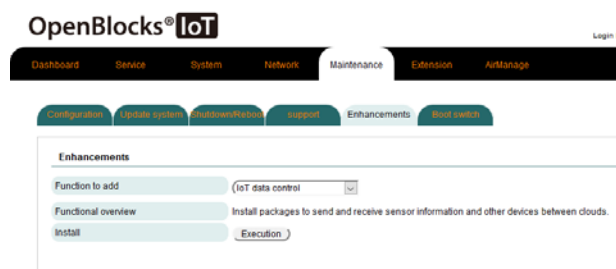 OpenBlocks® IoT
Login
Dashboard Service System Network Maintenance Extension AirManage
Configuration Update system Shutdown/Reboot support Enhancements Boot switch
Enhancements
Function to add IoT data control
Functional overview Install packages to send and receive sensor information and other devices between clouds.
Install Execution